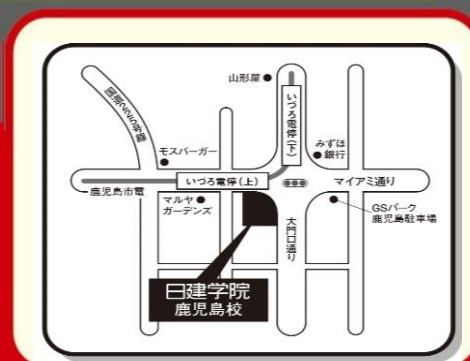 山形屋
いづろ電停(下)
国道225号線
モスバーガー
みずほ
銀行
いづろ電停(上)
マイアミ通り
鹿児島市電
マルヤ
ガーデンズ
GSパーク
鹿児島駐車場
大門口通り
日建学院
鹿児島校